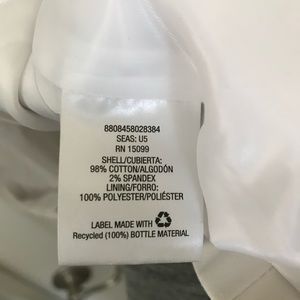 8808458028384
SEAS: U5
RN 15099
SHELL/CUBIERTA:
98% COTTON/ALGODÓN
2% SPANDEX
LINING/FORRO:
100% POLYESTER/POLIÉSTER
LABEL MADE WITH
Recycled (100%) BOTTLE MATERIAL